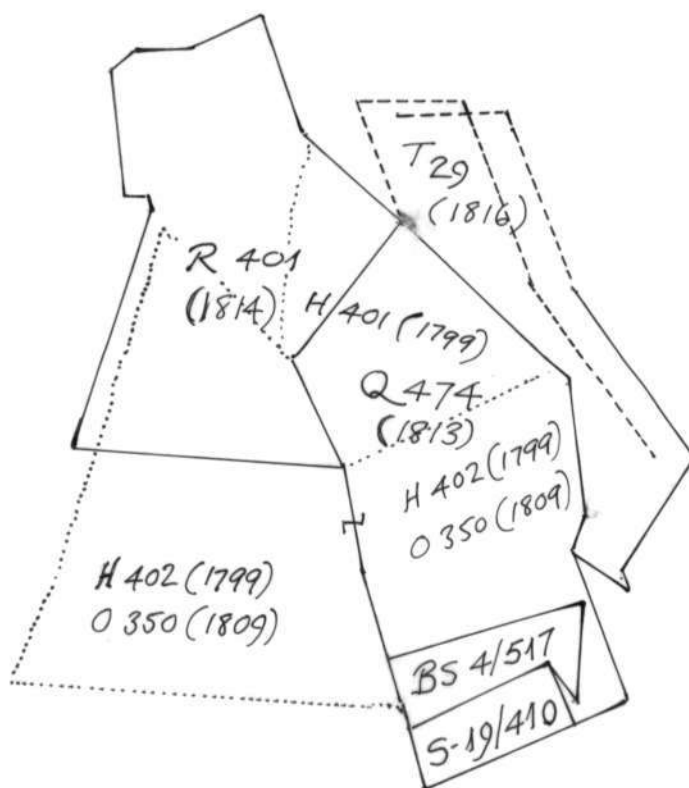 T 29
(1816)
R 401
(1814)
H 401 (1799)
Q 474
(1813)
H 402 (1799)
O 350 (1809)
H 402 (1799)
O 350 (1809)
BS 4/517
S-19/410